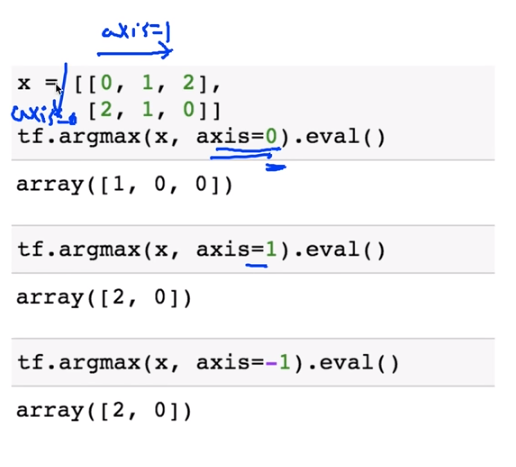 axis=1
x = [[0, 1, 2],
axis=0 [2, 1, 0]]
tf.argmax(x, axis=0).eval()
array([1, 0, 0])
tf.argmax(x, axis=1).eval()
array([2, 0])
tf.argmax(x, axis=-1).eval()
array([2, 0])